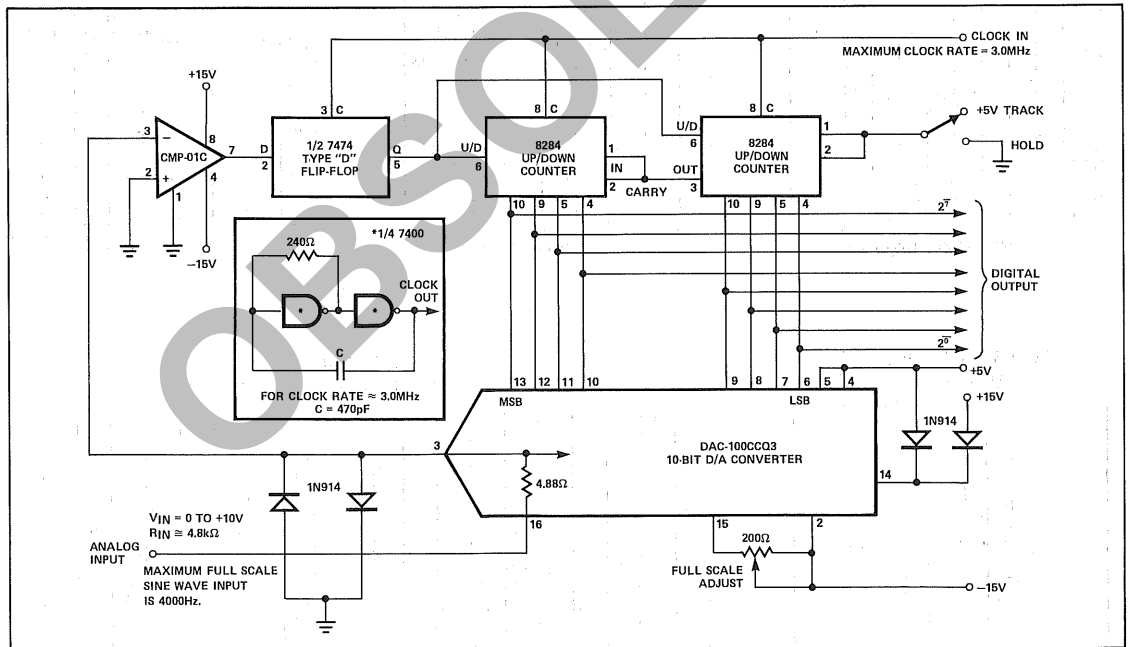 OBSOL
CLOCK IN
MAXIMUM CLOCK RATE = 3.0MHz
+15V
3 C
8 C
8 C
+5V TRACK
HOLD
3
8
CMP-01C
7
2
4
1
–
+
D
2
1/2 7474
TYPE "D"
FLIP-FLOP
Q
5
U/D
6
8284
UP/DOWN
COUNTER
1
IN
2
CARRY
U/D
6
OUT
3
8284
UP/DOWN
COUNTER
1
2
–15V
10 9 5 4
10 9 5 4
2⁷
DIGITAL
OUTPUT
2⁰
*1/4 7400
240Ω
CLOCK
OUT
*
*
C
FOR CLOCK RATE ≈ 3.0MHz
C = 470pF
13 12 11 10
9 8 7 6 5 4
MSB
LSB
+5V
+15V
1N914
3
DAC-100CCQ3
10-BIT D/A CONVERTER
14
4.88Ω
1N914
16
15
2
VIN = 0 TO +10V
RIN ≅ 4.8kΩ
ANALOG
INPUT
MAXIMUM FULL SCALE
SINE WAVE INPUT
IS 4000Hz.
200Ω
FULL SCALE
ADJUST
–15V